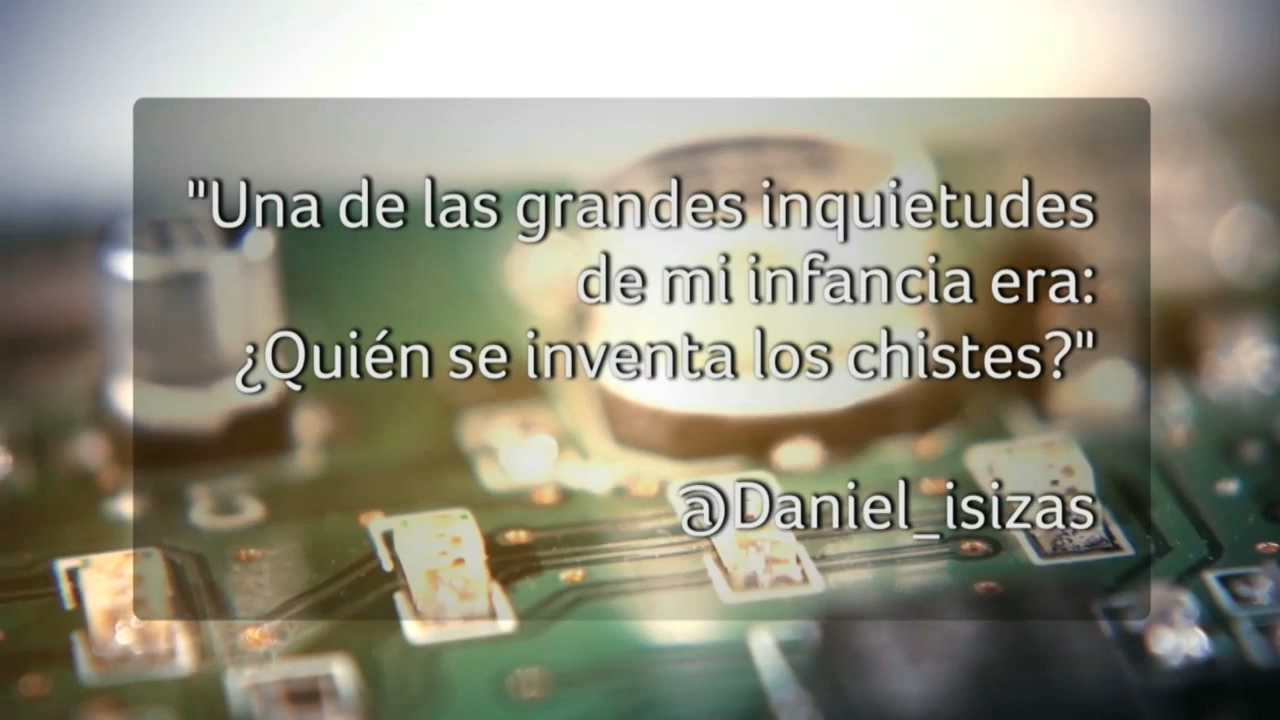 "Una de las grandes inquietudes
de mi infancia era:
¿Quién se inventa los chistes?"
@Daniel_isizas